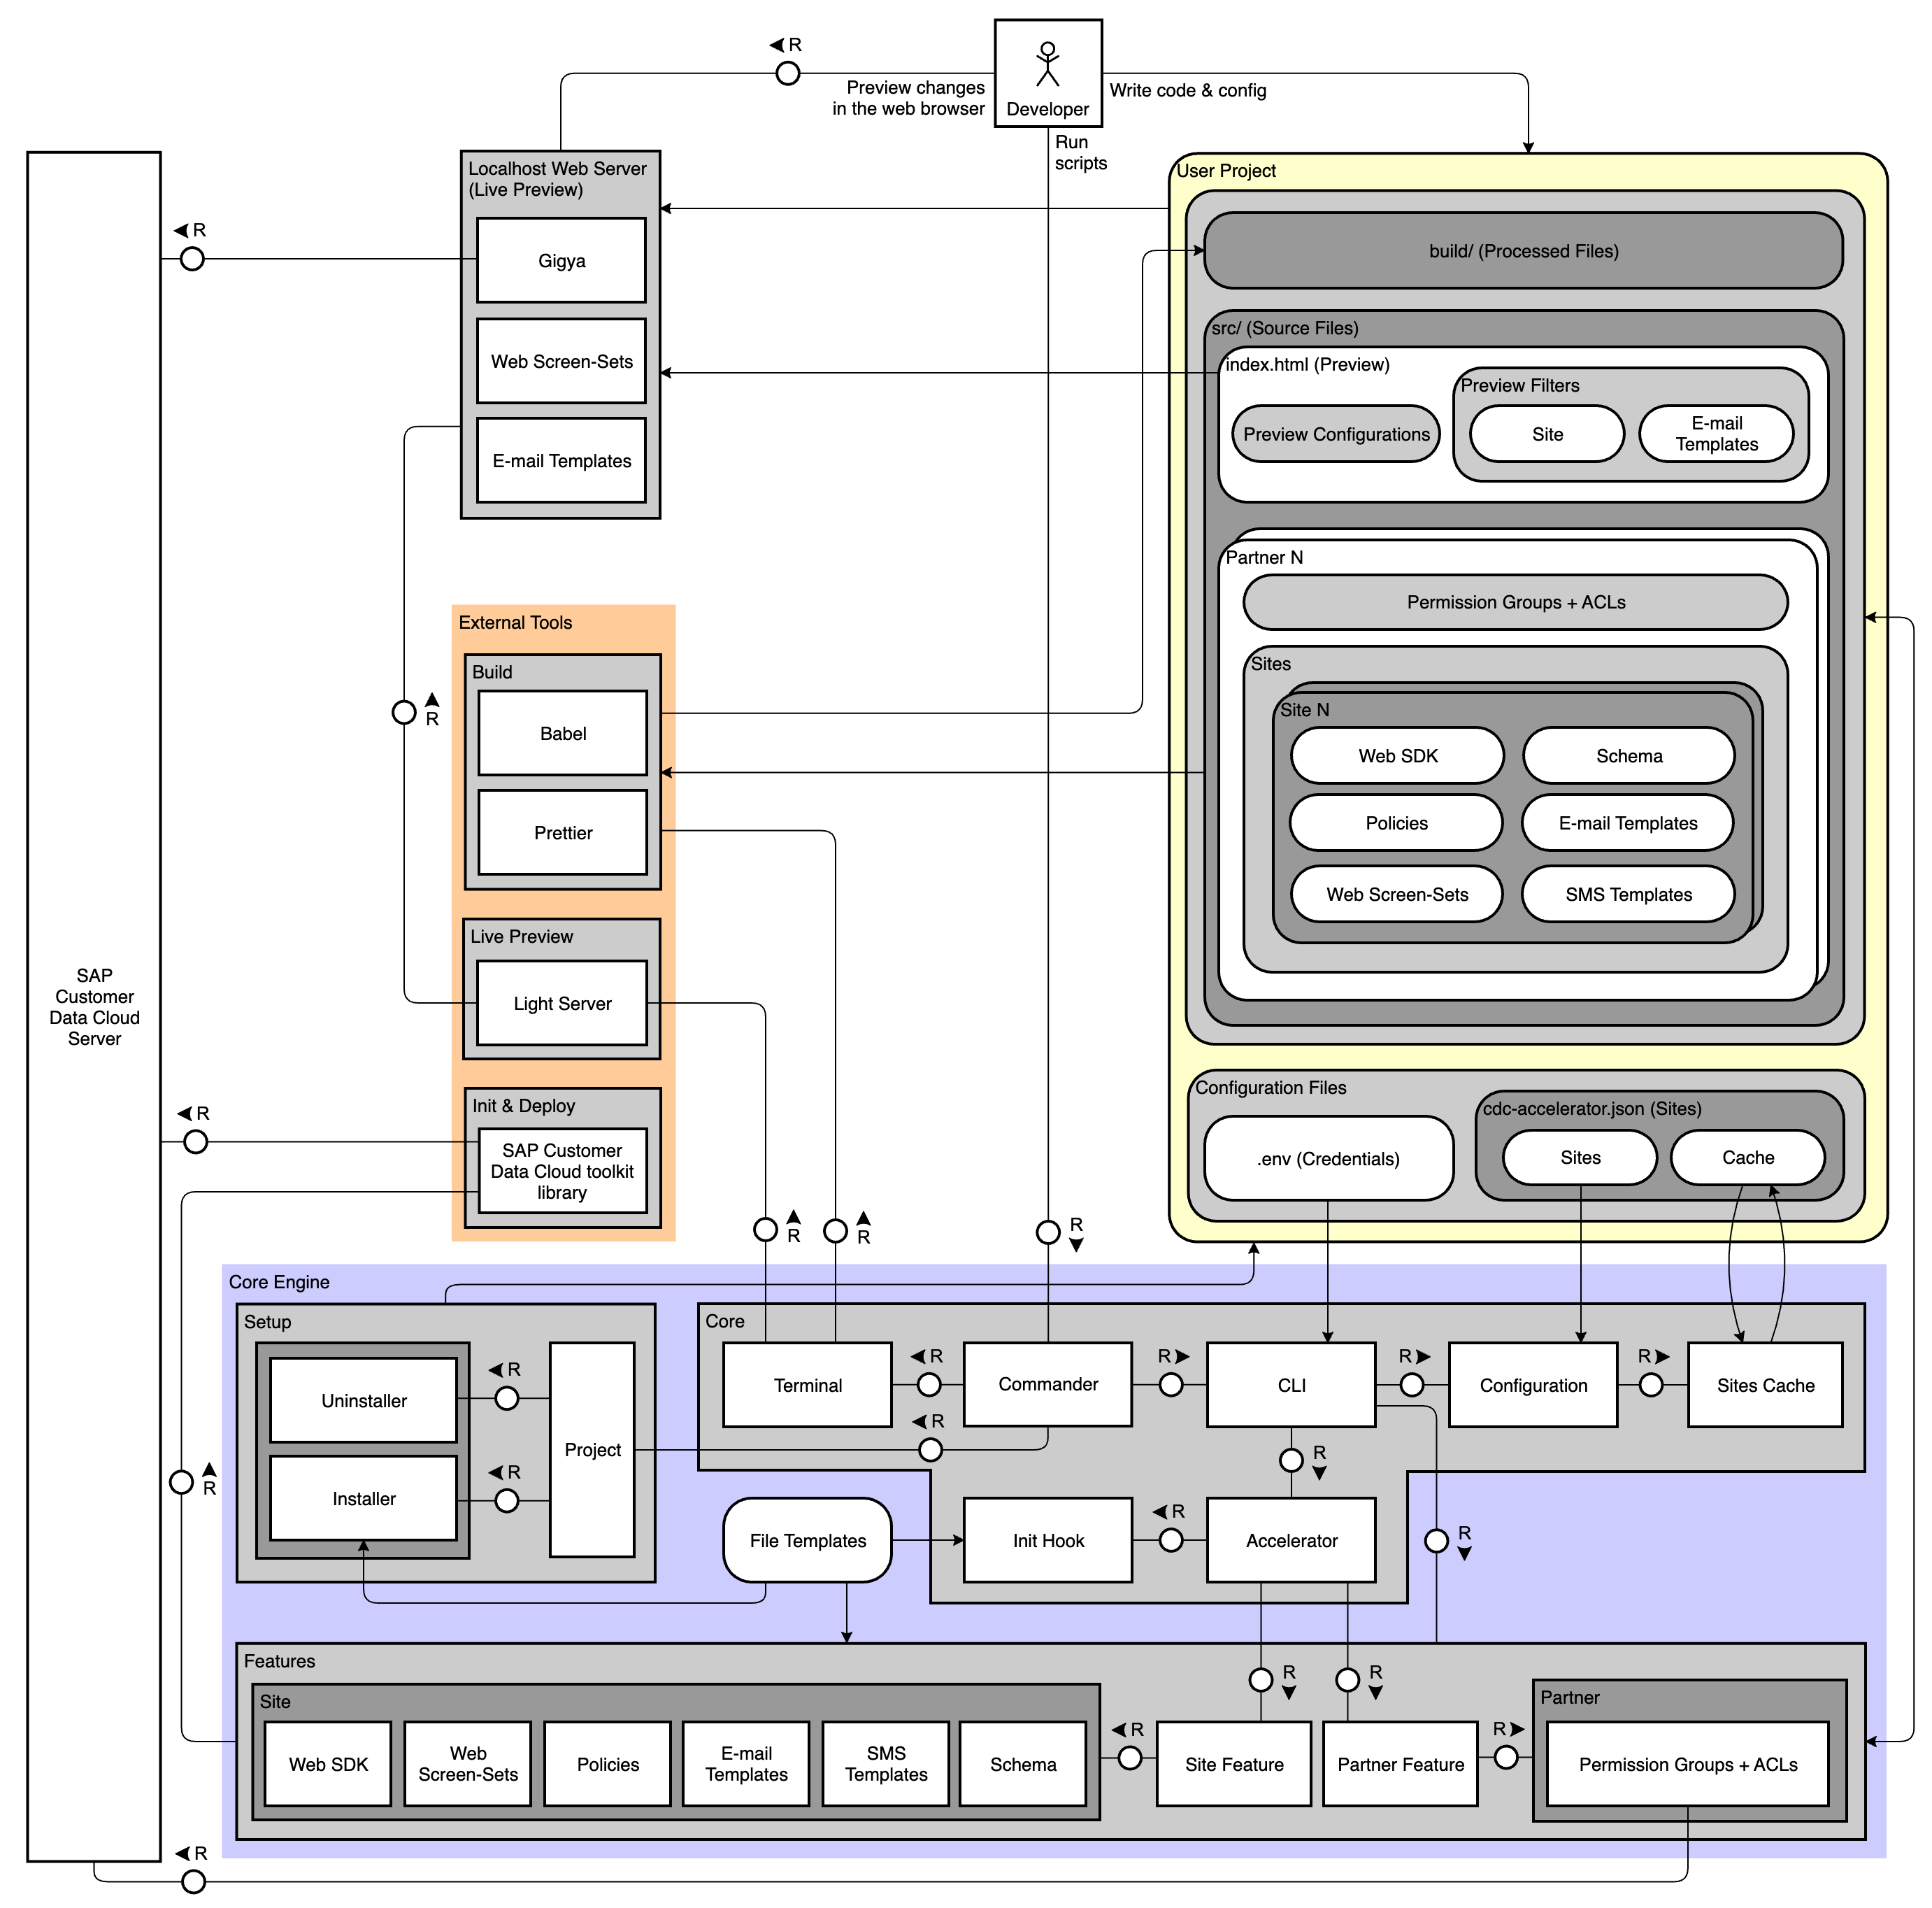 R
Developer
Preview changes
in the web browser
Write code & config
Run
scripts
SAP
Customer
Data Cloud
Server
R
Localhost Web Server
(Live Preview)
Gigya
Web Screen-Sets
E-mail Templates
User Project
build/ (Processed Files)
src/ (Source Files)
index.html (Preview)
Preview Configurations
Preview Filters
Site
E-mail
Templates
Partner N
Permission Groups + ACLs
Sites
Site N
Web SDK
Schema
Policies
E-mail Templates
Web Screen-Sets
SMS Templates
Configuration Files
.env (Credentials)
cdc-accelerator.json (Sites)
Sites
Cache
External Tools
Build
Babel
Prettier
R
Live Preview
Light Server
Init & Deploy
SAP Customer
Data Cloud toolkit
library
R
R
R
R
Core Engine
Setup
Uninstaller
R
Installer
R
Project
Core
Terminal
R
Commander
R
CLI
R
Configuration
R
Sites Cache
R
R
R
File Templates
Init Hook
R
Accelerator
R
Features
Site
Web SDK
Web
Screen-Sets
Policies
E-mail
Templates
SMS
Templates
Schema
R
R
R
Site Feature
Partner Feature
R
Partner
Permission Groups + ACLs
R